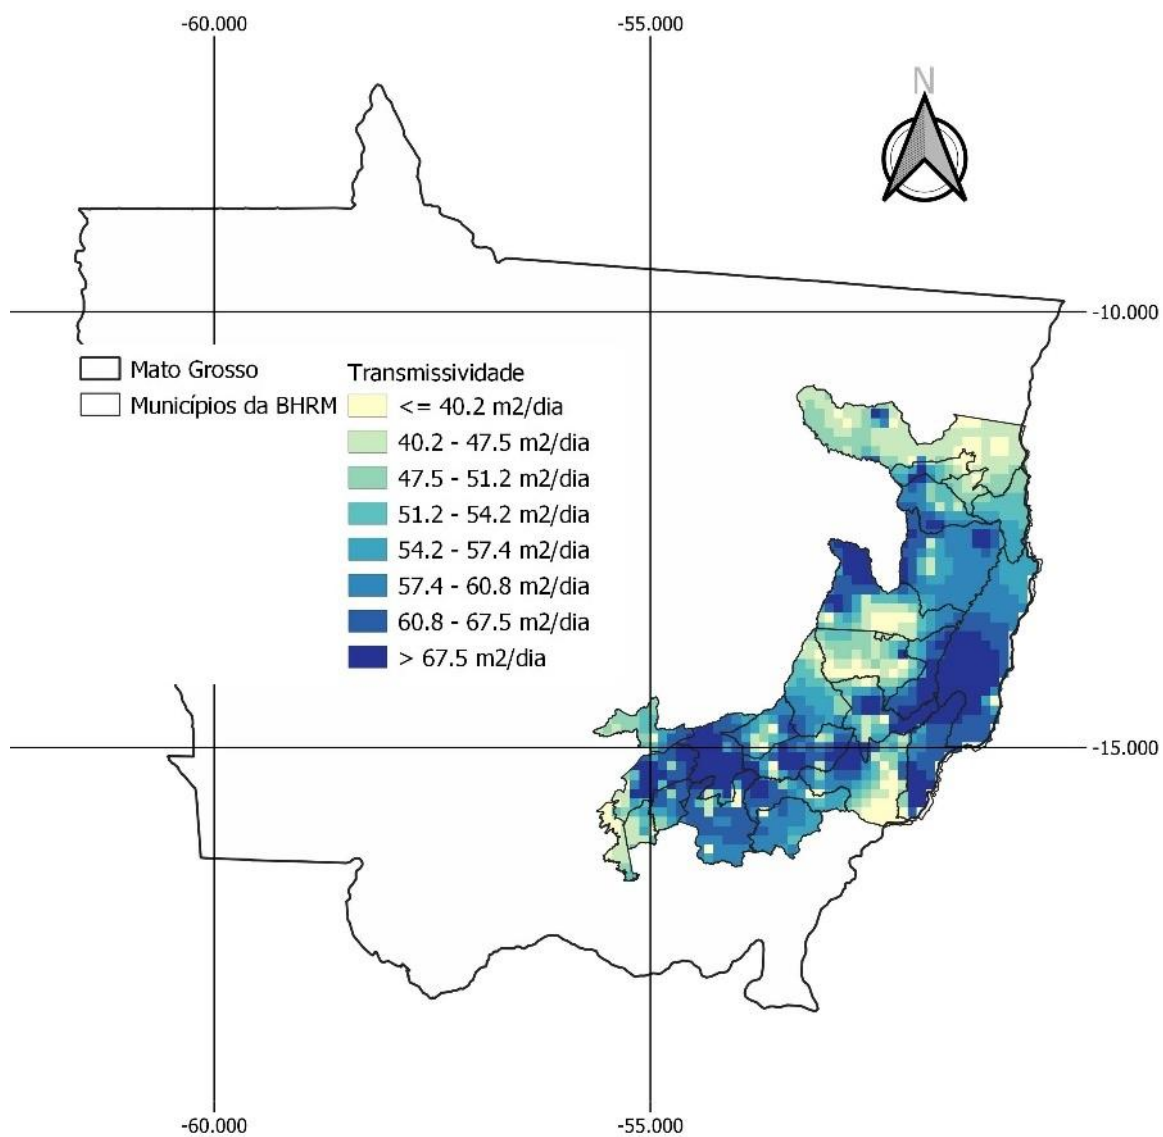 -60.000
-55.000
N
-10.000
Mato Grosso
Municípios da BHRM
Transmissividade
<= 40.2 m2/dia
40.2 - 47.5 m2/dia
47.5 - 51.2 m2/dia
51.2 - 54.2 m2/dia
54.2 - 57.4 m2/dia
57.4 - 60.8 m2/dia
60.8 - 67.5 m2/dia
> 67.5 m2/dia
-15.000
-60.000
-55.000